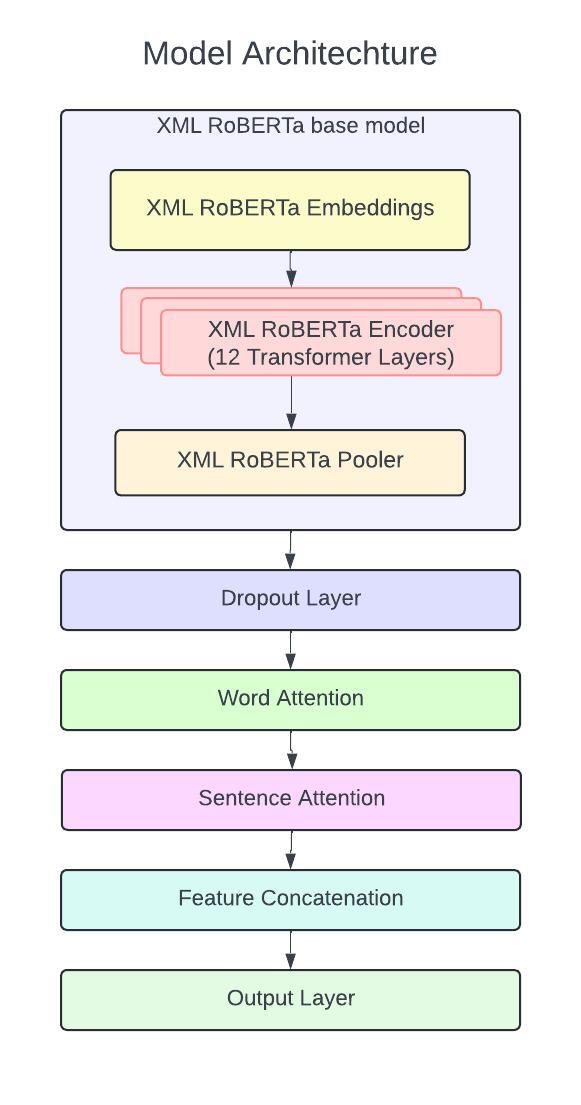 Model Architechture
XML RoBERTa base model
XML RoBERTa Embeddings
XML RoBERTa Encoder
(12 Transformer Layers)
XML RoBERTa Pooler
Dropout Layer
Word Attention
Sentence Attention
Feature Concatenation
Output Layer